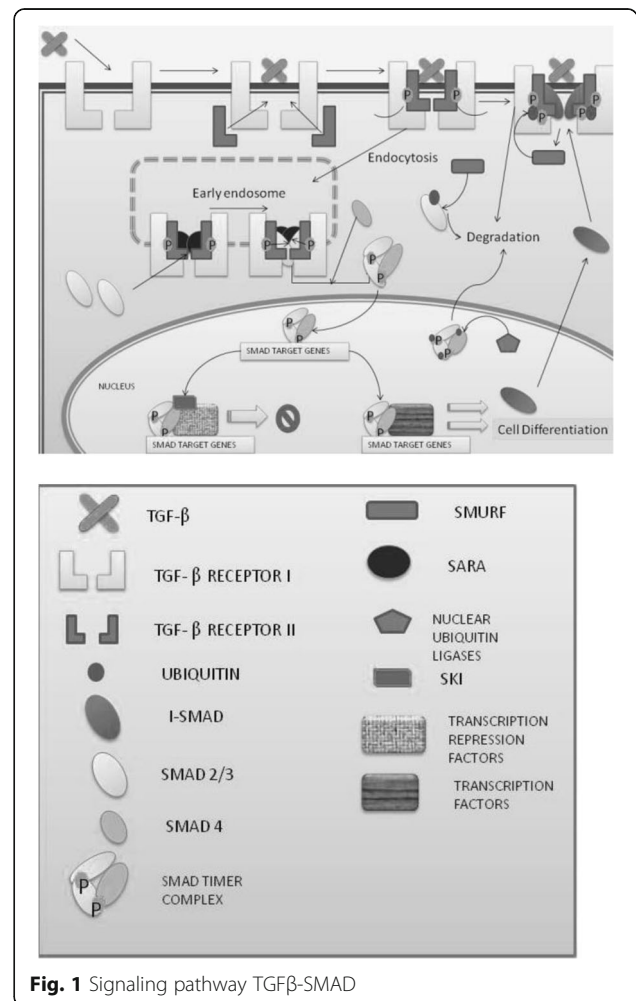 P
P
P
P
P
P
Endocytosis
Early endosome
P
P
P
P
P
P
Degradation
P
P
P
P
SMAD TARGET GENES
NUCLEUS
P
P
P
P
SMAD TARGET GENES
SMAD TARGET GENES
Cell Differentiation
TGF-β
TGF- β RECEPTOR I
TGF- β RECEPTOR II
UBIQUITIN
I-SMAD
SMAD 2/3
SMAD 4
P
P
SMAD TIMER
COMPLEX
SMURF
SARA
NUCLEAR
UBIQUITIN
LIGASES
SKI
TRANSCRIPTION
REPRESSION
FACTORS
TRANSCRIPTION
FACTORS
Fig. 1 Signaling pathway TGFβ-SMAD